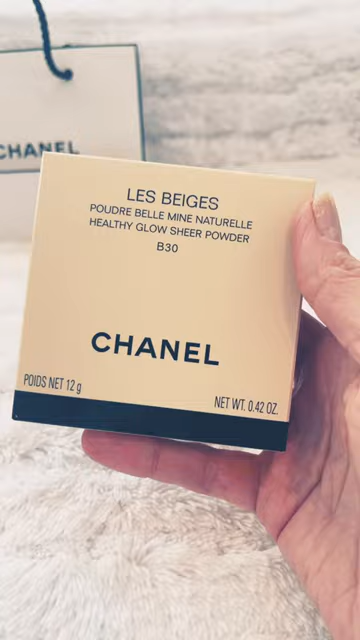 CHANEL
LES BEIGES
POUDRE BELLE MINE NATURELLE
HEALTHY GLOW SHEER POWDER
B30
CHANEL
POIDS NET 12 g
NET WT. 0.42 OZ.